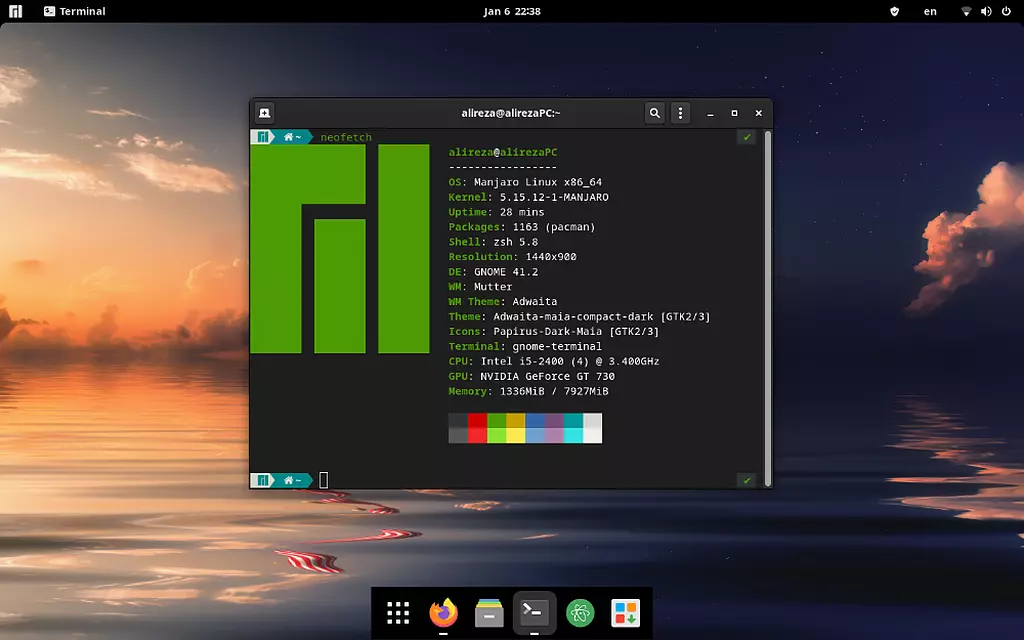 Terminal
Jan 6 22:38
en
alireza@alirezaPC:~
~ neofetch
alireza@alirezaPC
-----------------
OS: Manjaro Linux x86_64
Kernel: 5.15.12-1-MANJARO
Uptime: 28 mins
Packages: 1163 (pacman)
Shell: zsh 5.8
Resolution: 1440x900
DE: GNOME 41.2
WM: Mutter
WM Theme: Adwaita
Theme: Adwaita-maia-compact-dark [GTK2/3]
Icons: Papirus-Dark-Maia [GTK2/3]
Terminal: gnome-terminal
CPU: Intel i5-2400 (4) @ 3.400GHz
GPU: NVIDIA GeForce GT 730
Memory: 1336MiB / 7927MiB
~